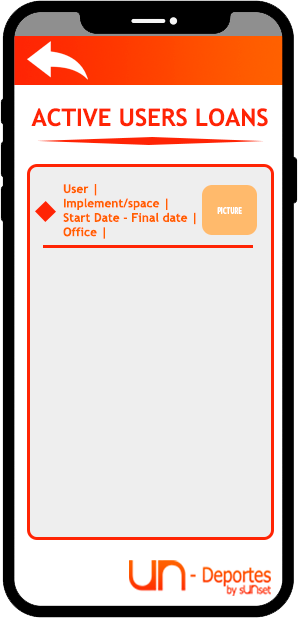 ACTIVE USERS LOANS
User |
Implement/space |
Start Date - Final date |
Office |
PICTURE
un - Deportes
by sunset